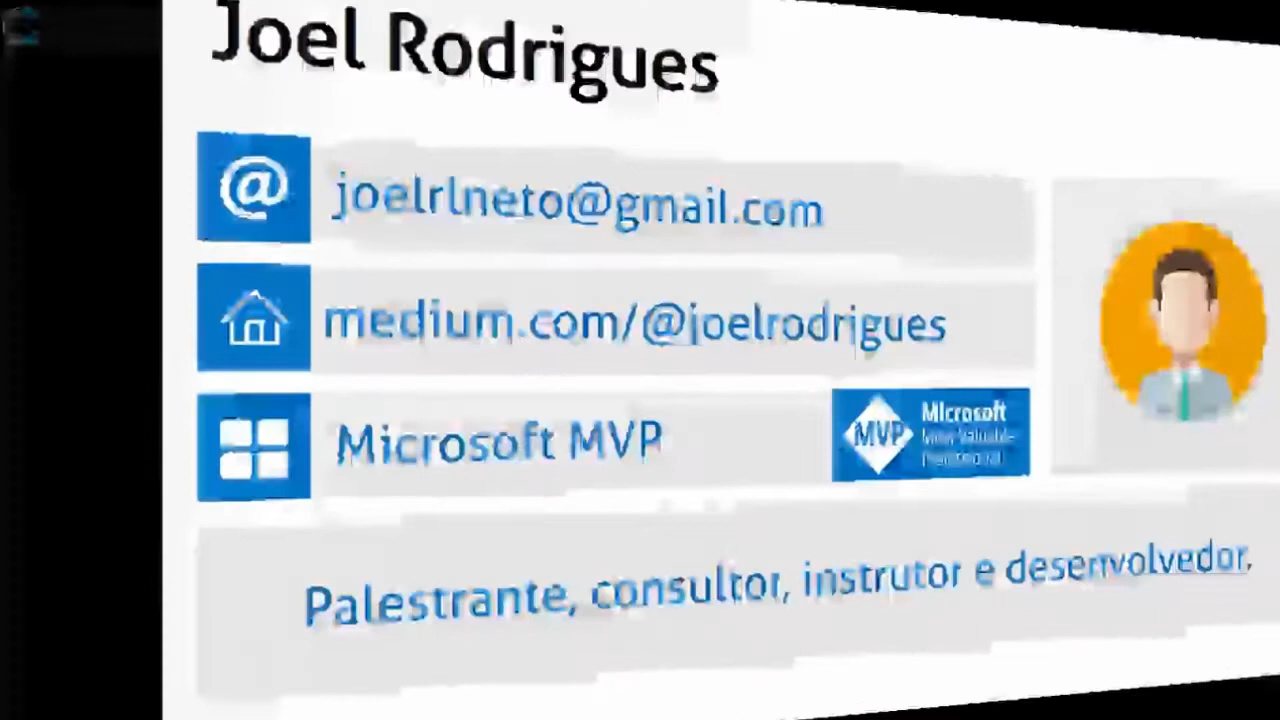 Joel Rodrigues
@
joelrlneto@gmail.com
medium.com/@joelrodrigues
Microsoft MVP
MVP
Microsoft
Palestrante, consultor, instrutor e desenvolvedor.